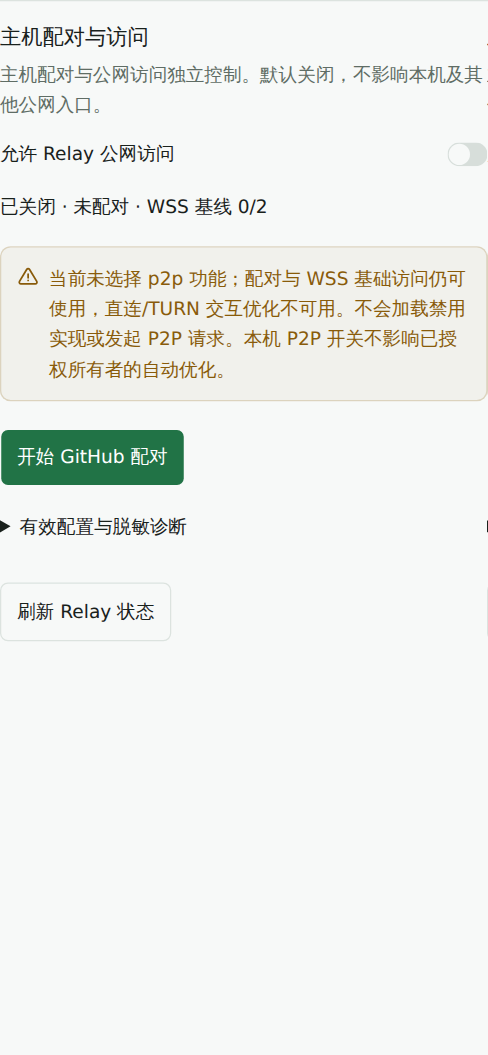 主机配对与访问
主机配对与公网访问独立控制。默认关闭，不影响本机及其
他公网入口。
允许 Relay 公网访问
已关闭 · 未配对 · WSS 基线 0/2
当前未选择 p2p 功能；配对与 WSS 基础访问仍可
使用，直连/TURN 交互优化不可用。不会加载禁用
实现或发起 P2P 请求。本机 P2P 开关不影响已授
权所有者的自动优化。
开始 GitHub 配对
有效配置与脱敏诊断
刷新 Relay 状态